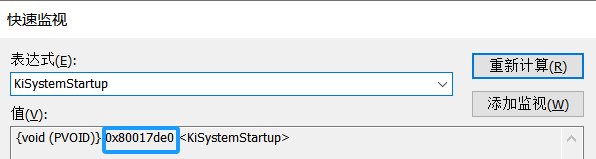 快速监视
表达式(E):
KiSystemStartup
重新计算(R)
值(V):
添加监视(W)
{void (PVOID)} 0x80017de0 <KiSystemStartup>